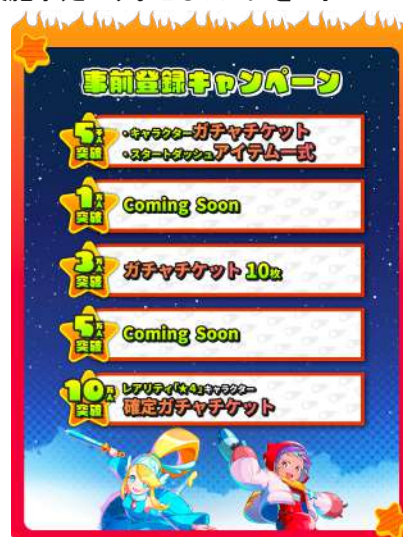 事前登録キャンペーン
5千人突破
・キャラクターガチャチケット
・スタートダッシュアイテム一式
1万人突破
Coming Soon
3万人突破
ガチャチケット10枚
5万人突破
Coming Soon
10万人突破
レアリティ「★4」キャラクター
確定ガチャチケット